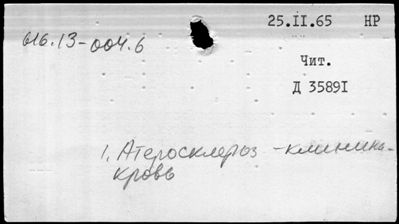 25.II.65 НР
616.13-004.6
Чит.
Д 35891
1. Атеросклероз - клиника -
кровь